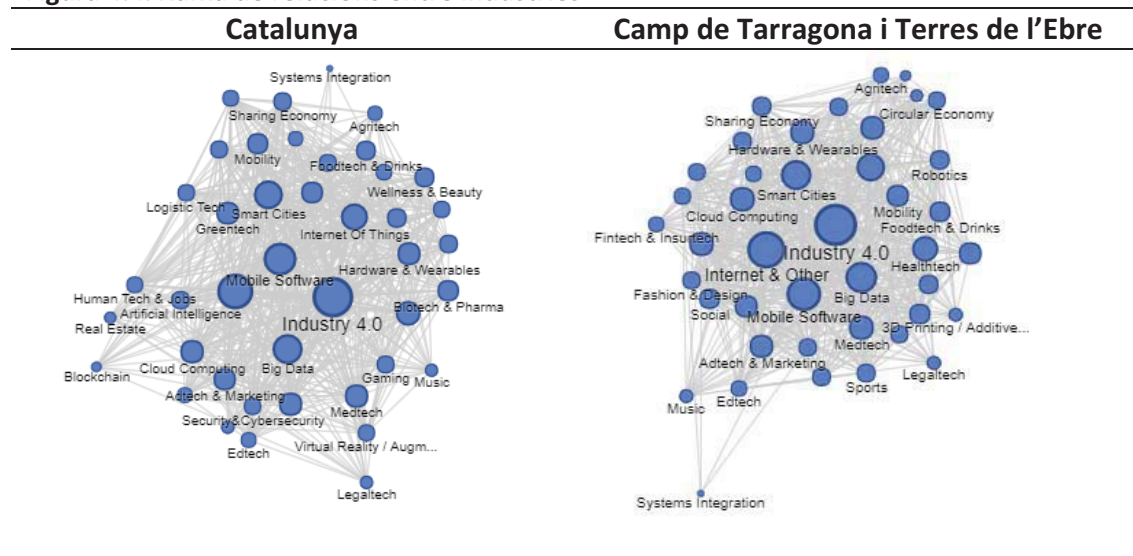 Catalunya
Camp de Tarragona i Terres de l'Ebre
Systems Integration
Sharing Economy
Agritech
Mobility
Foodtech & Drinks
Wellness & Beauty
Logistic Tech
Smart Cities
Greentech
Internet Of Things
Hardware & Wearables
Mobile Software
Human Tech & Jobs
Artificial Intelligence
Biotech & Pharma
Real Estate
Industry 4.0
Blockchain
Cloud Computing
Big Data
Gaming
Music
Adtech & Marketing
Medtech
Security&Cybersecurity
Edtech
Virtual Reality / Augm...
Legaltech
Agritech
Sharing Economy
Circular Economy
Hardware & Wearables
Robotics
Smart Cities
Cloud Computing
Mobility
Foodtech & Drinks
Fintech & Insurtech
Industry 4.0
Healthtech
Internet & Other
Fashion & Design
Big Data
Social
Mobile Software
3D Printing / Additive...
Medtech
Adtech & Marketing
Legaltech
Sports
Edtech
Music
Systems Integration